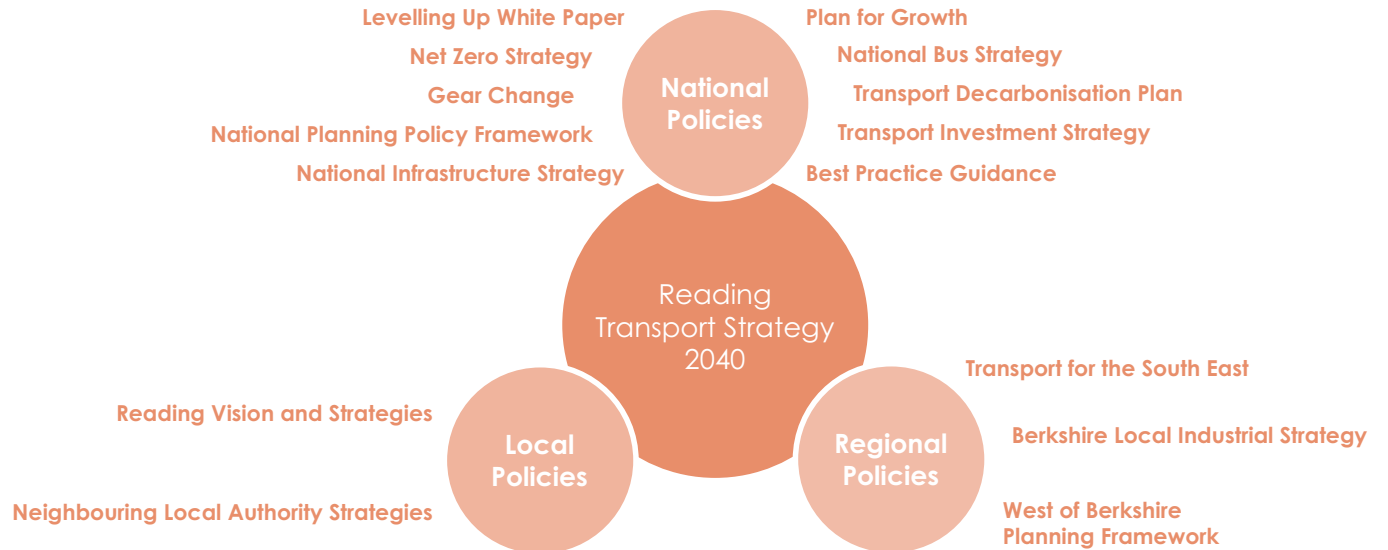 Levelling Up White Paper
Net Zero Strategy
Gear Change
National Planning Policy Framework
National Infrastructure Strategy
National
Policies
Plan for Growth
National Bus Strategy
Transport Decarbonisation Plan
Transport Investment Strategy
Best Practice Guidance
Reading
Transport Strategy
2040
Reading Vision and Strategies
Neighbouring Local Authority Strategies
Local
Policies
Regional
Policies
Transport for the South East
Berkshire Local Industrial Strategy
West of Berkshire
Planning Framework